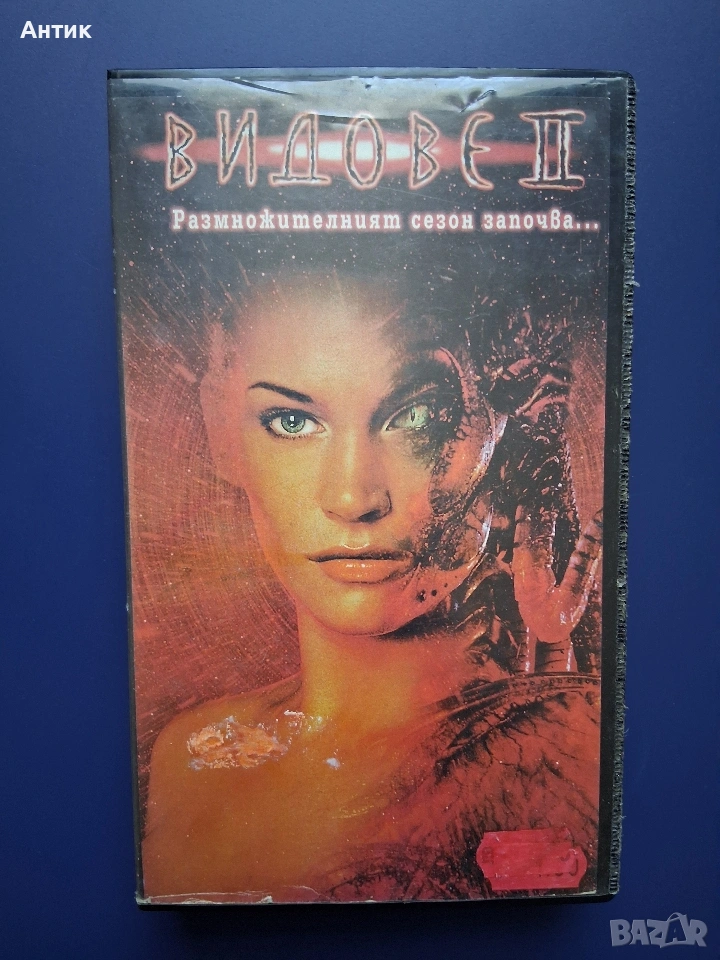 Антик
ВИДОВЕ II
Размножителният сезон започва...
BAZAR